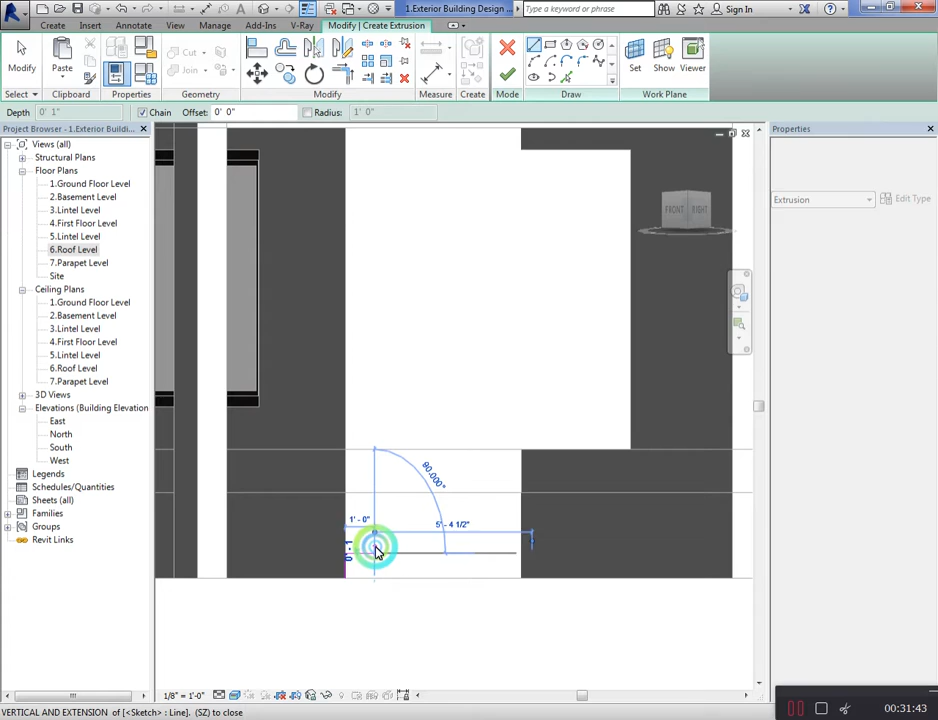 1.Exterior Building Design ...
Type a keyword or phrase
Sign In
Create
Insert
Annotate
View
Manage
Add-Ins
V-Ray
Modify | Create Extrusion
Modify
Paste
Cut
Join
Set
Show
Viewer
Select
Clipboard
Properties
Geometry
Modify
Measure
Create
Mode
Draw
Work Plane
Depth
0' 1"
Chain
Offset:
0' 0"
Radius:
1' 0"
Project Browser - 1.Exterior Buildi...
Properties
Views (all)
Structural Plans
Floor Plans
1.Ground Floor Level
2.Basement Level
3.Lintel Level
4.First Floor Level
5.Lintel Level
6.Roof Level
7.Parapet Level
Site
Ceiling Plans
1.Ground Floor Level
2.Basement Level
3.Lintel Level
4.First Floor Level
5.Lintel Level
6.Roof Level
7.Parapet Level
3D Views
Elevations (Building Elevation
East
North
South
West
Legends
Schedules/Quantities
Sheets (all)
Families
Groups
Revit Links
Extrusion
Edit Type
FRONT
RIGHT
90.000°
1' - 0"
5' - 4 1/2"
1/8" = 1'-0"
VERTICAL AND EXTENSION of [<Sketch> : Line]. (SZ) to close
00:31:43